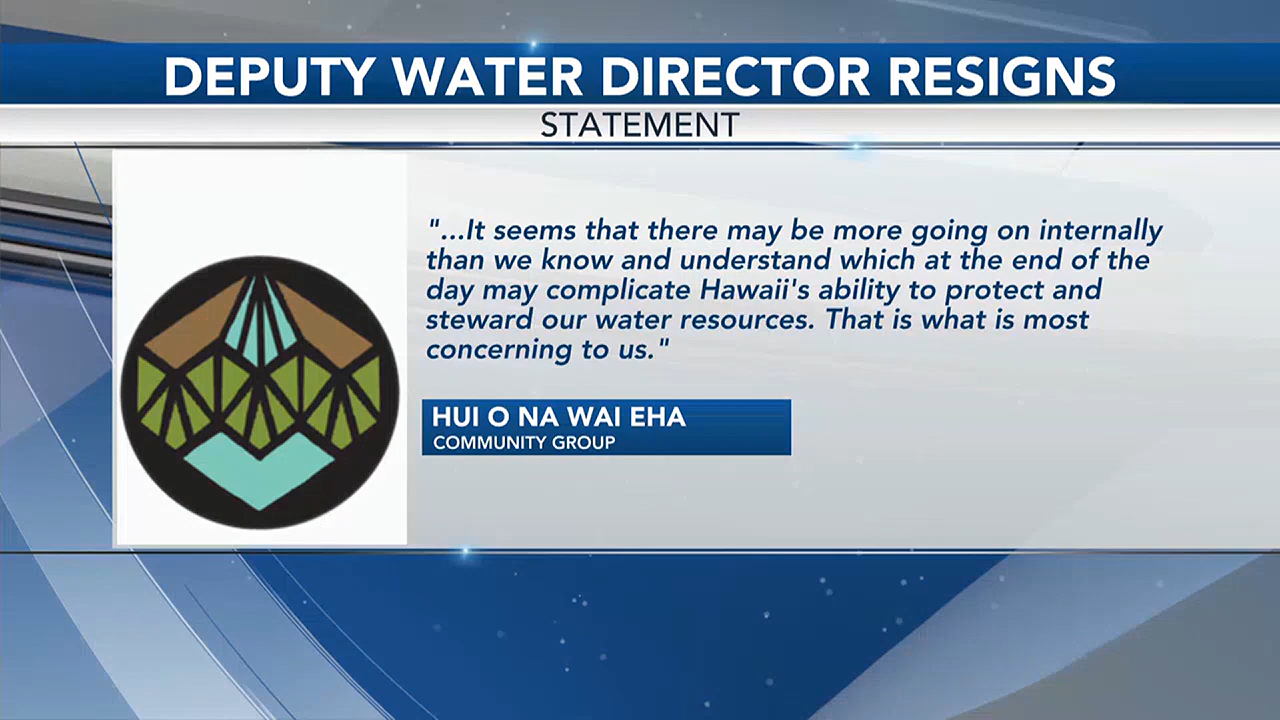 DEPUTY WATER DIRECTOR RESIGNS
STATEMENT
"...It seems that there may be more going on internally
than we know and understand which at the end of the
day may complicate Hawaii's ability to protect and
steward our water resources. That is what is most
concerning to us."
HUI O NA WAI EHA
COMMUNITY GROUP